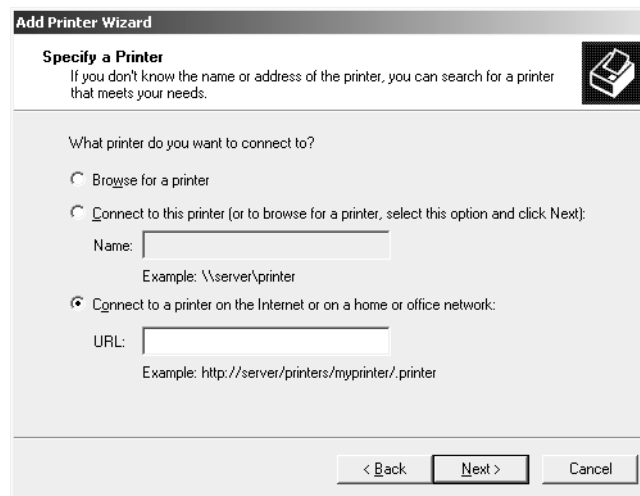 Add Printer Wizard
Specify a Printer
If you don't know the name or address of the printer, you can search for a printer
that meets your needs.
What printer do you want to connect to?
Browse for a printer
Connect to this printer (or to browse for a printer, select this option and click Next):
Name:
Example: \\server\printer
Connect to a printer on the Internet or on a home or office network:
URL:
Example: http://server/printers/myprinter/.printer
< Back Next > Cancel